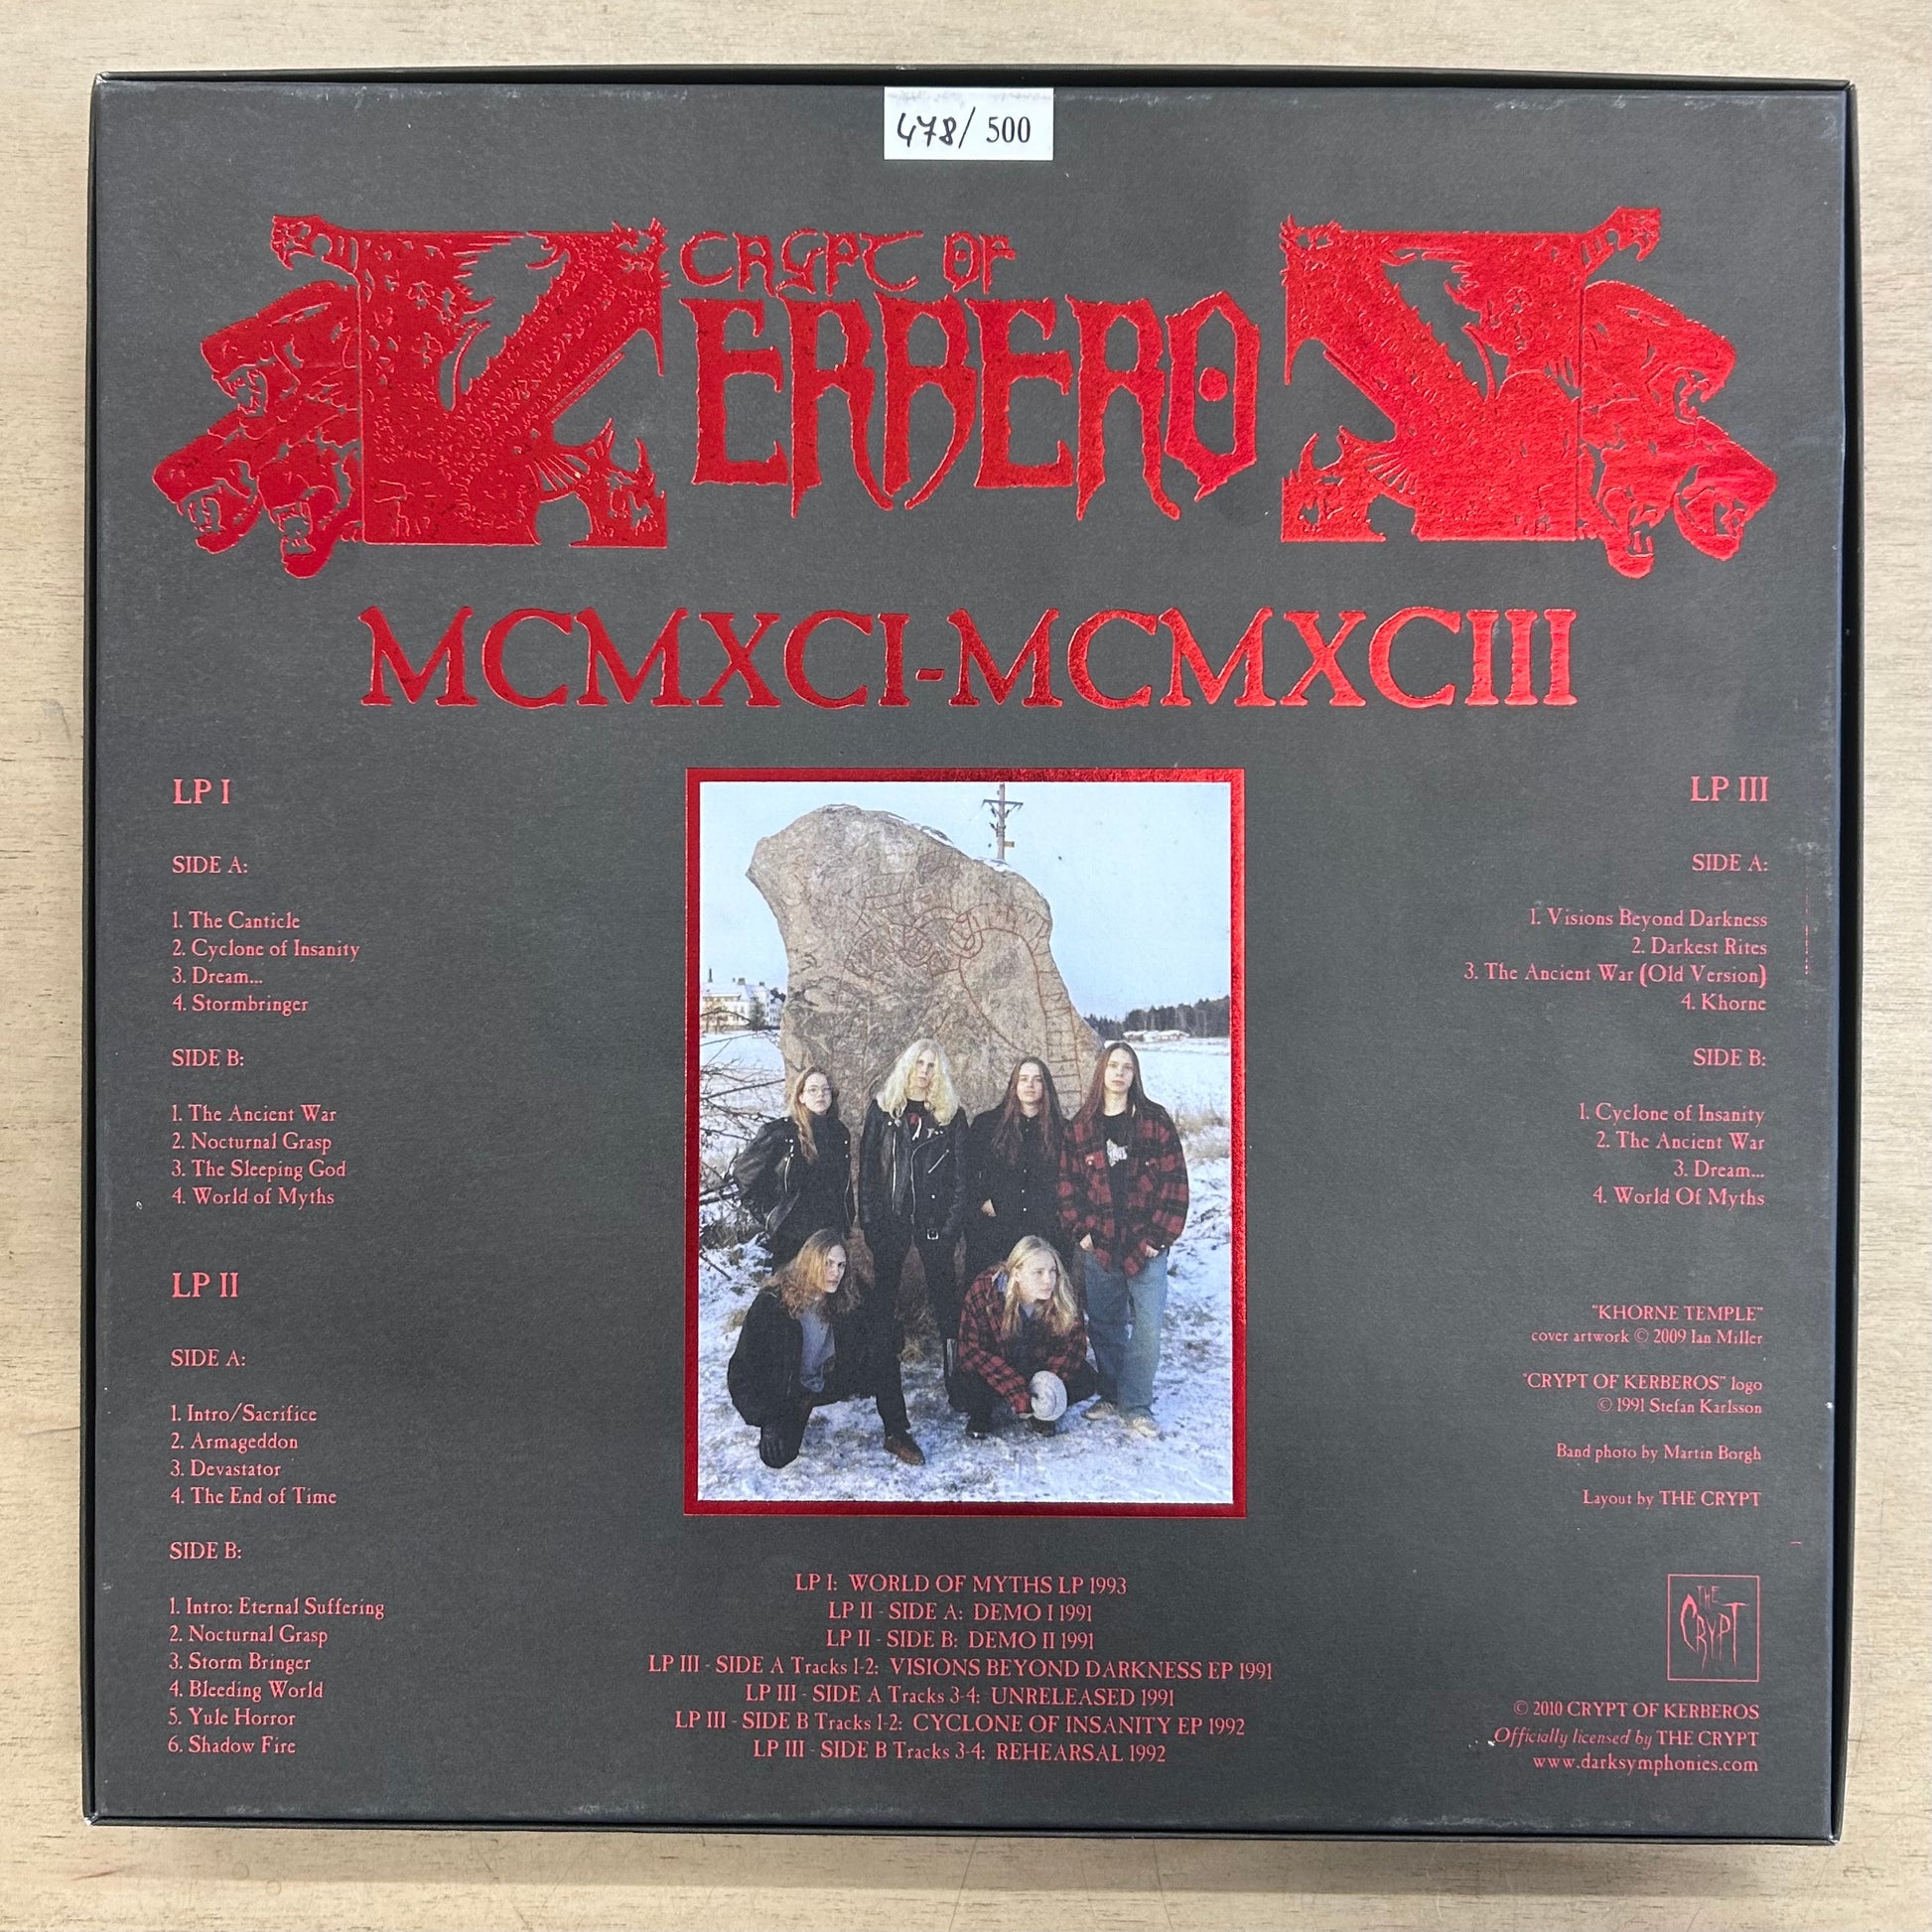 478/ 500
CRYPT OF
KERBEROS
MCMXCI-MCMXCIII
LP I
SIDE A:
1. The Canticle
2. Cyclone of Insanity
3. Dream...
4. Stormbringer
SIDE B:
1. The Ancient War
2. Nocturnal Grasp
3. The Sleeping God
4. World of Myths
LP II
SIDE A:
1. Intro/Sacrifice
2. Armageddon
3. Devastator
4. The End of Time
SIDE B:
1. Intro: Eternal Suffering
2. Nocturnal Grasp
3. Storm Bringer
4. Bleeding World
5. Yule Horror
6. Shadow Fire
LP I: WORLD OF MYTHS LP 1993
LP II - SIDE A: DEMO I 1991
LP II - SIDE B: DEMO II 1991
LP III - SIDE A Tracks 1-2: VISIONS BEYOND DARKNESS EP 1991
LP III - SIDE A Tracks 3-4: UNRELEASED 1991
LP III - SIDE B Tracks 1-2: CYCLONE OF INSANITY EP 1992
LP III - SIDE B Tracks 3-4: REHEARSAL 1992
LP III
SIDE A:
1. Visions Beyond Darkness
2. Darkest Rites
3. The Ancient War (Old Version)
4. Khorne
SIDE B:
1. Cyclone of Insanity
2. The Ancient War
3. Dream...
4. World Of Myths
"KHORNE TEMPLE"
cover artwork © 2009 Ian Miller
"CRYPT OF KERBEROS" logo
© 1991 Stefan Karlsson
Band photo by Martin Borgh
Layout by THE CRYPT
THE
CRYPT
© 2010 CRYPT OF KERBEROS
Officially licensed by THE CRYPT
www.darksymphonies.com